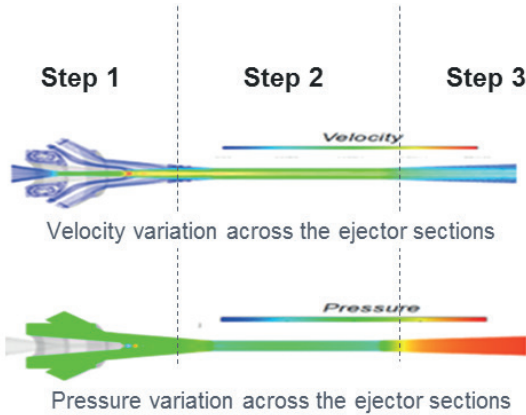 Step 1 Step 2 Step 3
Velocity
Velocity variation across the ejector sections
Pressure
Pressure variation across the ejector sections